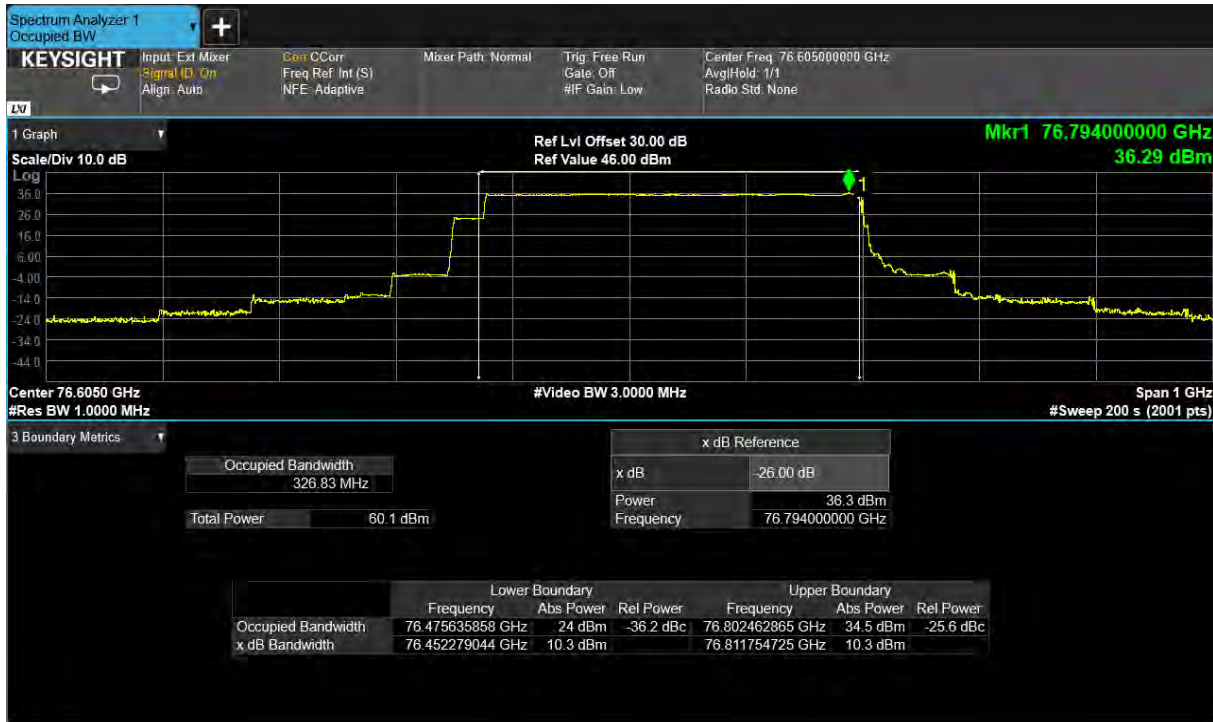 Spectrum Analyzer 1
Occupied BW
+
KEYSIGHT
LXI
Input: Ext Mixer
Signal ID: On
Align: Auto
Corr CCorr
Freq Ref: Int (S)
NFE: Adaptive
Mixer Path: Normal
Trig: Free Run
Gate: Off
#IF Gain: Low
Center Freq: 76.605000000 GHz
Avg|Hold: 1/1
Radio Std: None
1 Graph
Scale/Div 10.0 dB
Ref Lvl Offset 30.00 dB
Ref Value 46.00 dBm
Mkr1 76.794000000 GHz
36.29 dBm
Log
36.0
26.0
16.0
6.00
-4.00
-14.0
-24.0
-34.0
-44.0
1
Center 76.6050 GHz
#Video BW 3.0000 MHz
Span 1 GHz
#Res BW 1.0000 MHz
#Sweep 200 s (2001 pts)
3 Boundary Metrics
Occupied Bandwidth
326.83 MHz
Total Power 60.1 dBm
x dB Reference
x dB -26.00 dB
Power 36.3 dBm
Frequency 76.794000000 GHz
Lower Boundary Upper Boundary
Frequency Abs Power Rel Power Frequency Abs Power Rel Power
Occupied Bandwidth 76.475635858 GHz 24 dBm -36.2 dBc 76.802462865 GHz 34.5 dBm -25.6 dBc
x dB Bandwidth 76.452279044 GHz 10.3 dBm 76.811754725 GHz 10.3 dBm